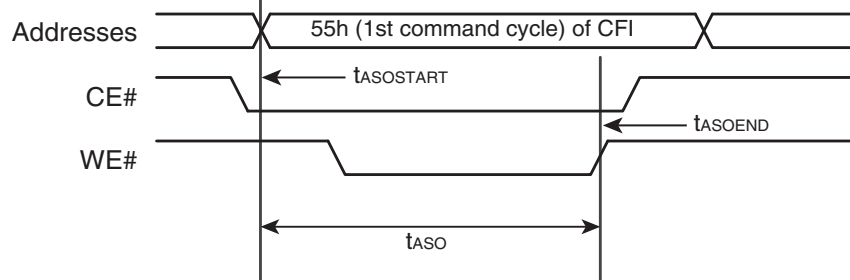 Addresses
55h (1st command cycle) of CFI
tASOSTART
CE#
tASOEND
WE#
tASO